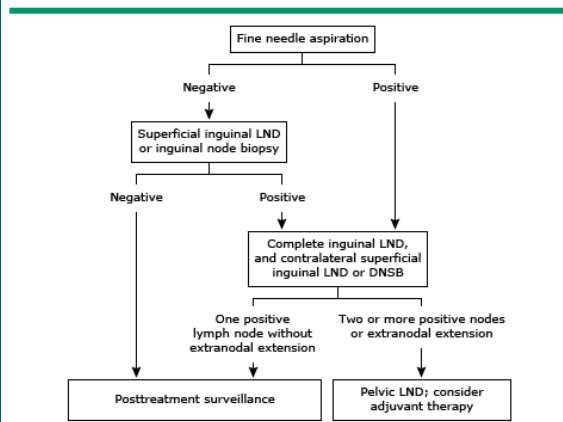 Fine needle aspiration
Negative
Positive
Superficial inguinal LND
or inguinal node biopsy
Negative
Positive
Complete inguinal LND,
and contralateral superficial
inguinal LND or DNSB
One positive
lymph node without
extranodal extension
Two or more positive nodes
or extranodal extension
Posttreatment surveillance
Pelvic LND; consider
adjuvant therapy